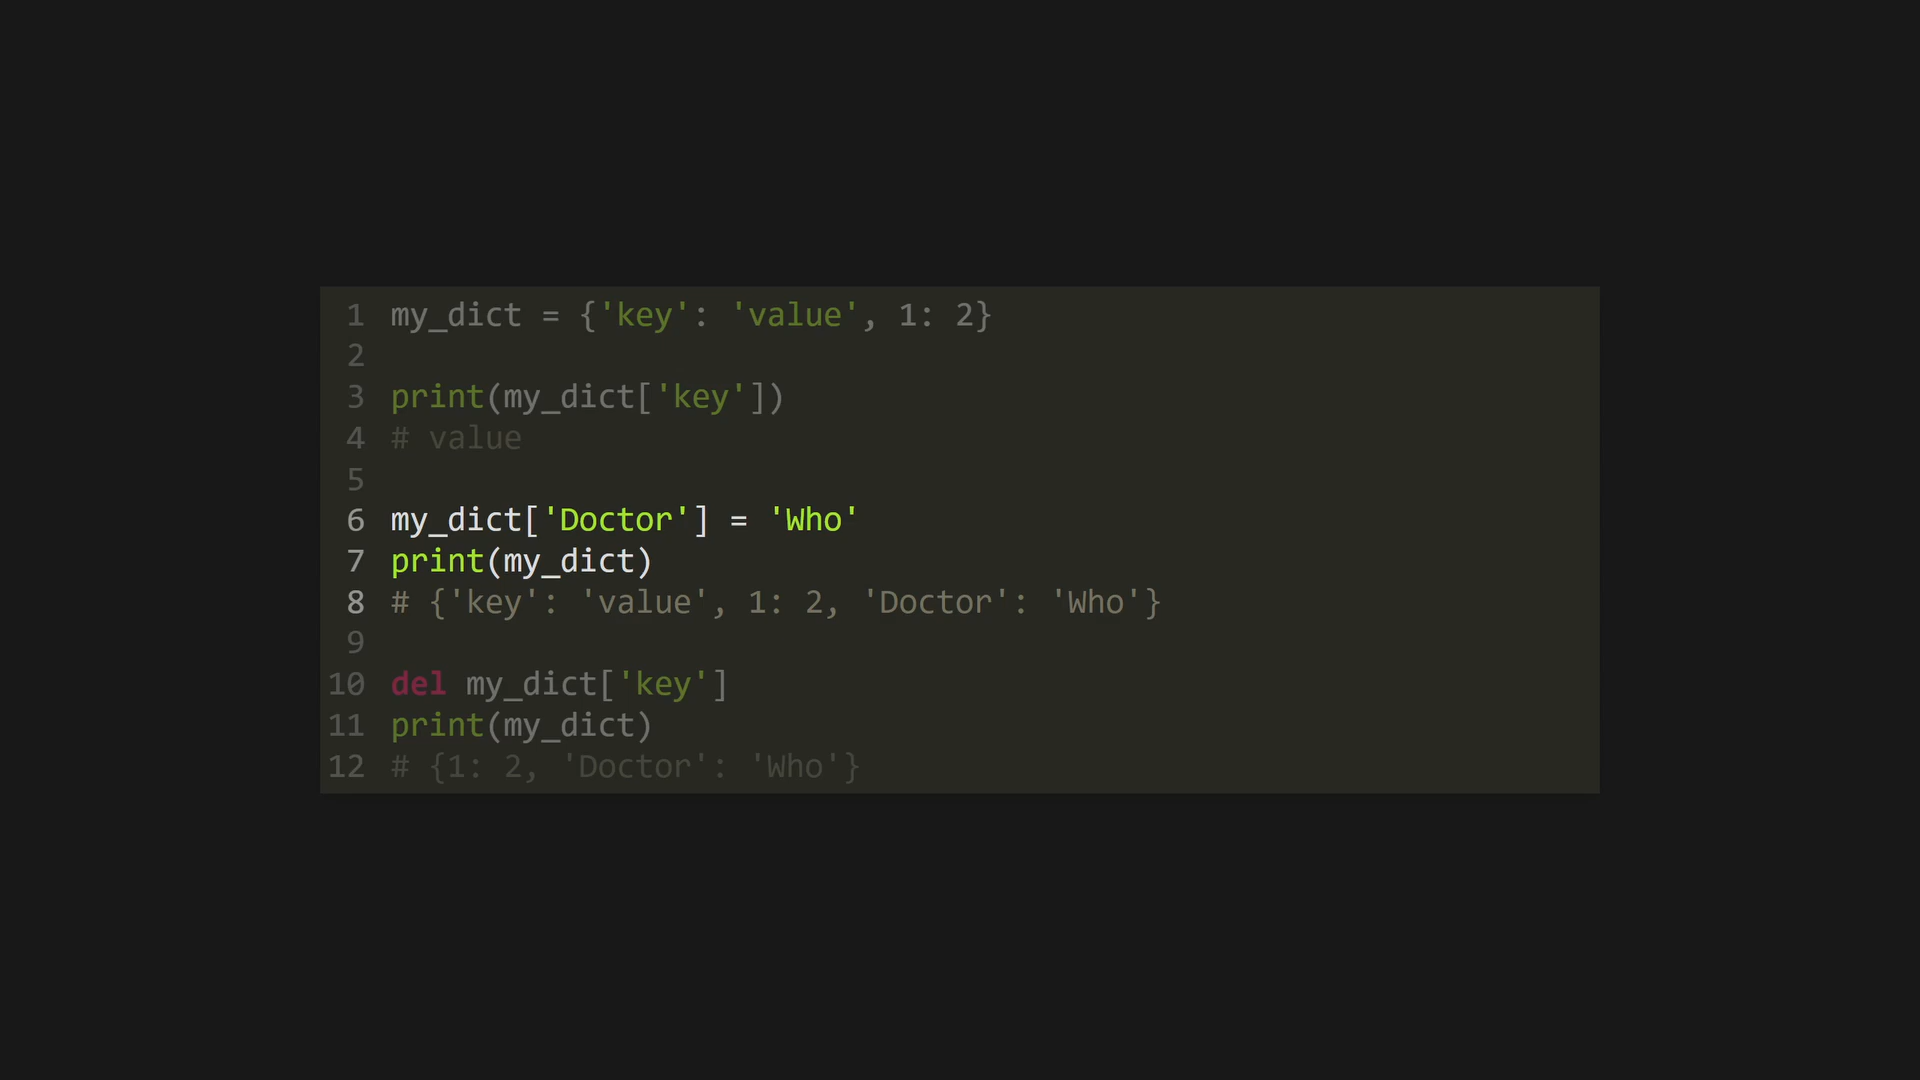 1 my_dict = {'key': 'value', 1: 2}
2
3 print(my_dict['key'])
4 # value
5
6 my_dict['Doctor'] = 'Who'
7 print(my_dict)
8 # {'key': 'value', 1: 2, 'Doctor': 'Who'}
9
10 del my_dict['key']
11 print(my_dict)
12 # {1: 2, 'Doctor': 'Who'}